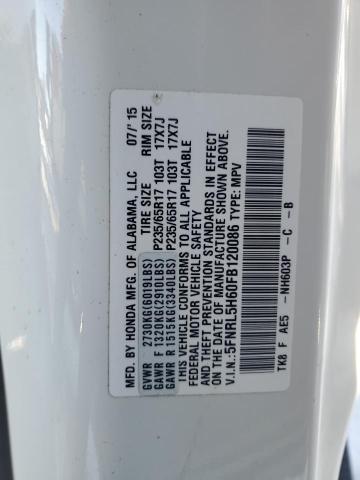 MFD. BY HONDA MFG. OF ALABAMA, LLC 07/'15
TIRE SIZE RIM SIZE
GVWR 2730KG(6019LBS)
GAWR F 1320KG(2910LBS) P235/65R17 103T 17X7J
GAWR R 1515KG(3340LBS) P235/65R17 103T 17X7J
THIS VEHICLE CONFORMS TO ALL APPLICABLE
FEDERAL MOTOR VEHICLE SAFETY
AND THEFT PREVENTION STANDARDS IN EFFECT
ON THE DATE OF MANUFACTURE SHOWN ABOVE.
V.I.N.:5FNRL5H60FB120086 TYPE: MPV
TK8 F AE5 -NH603P -C -B